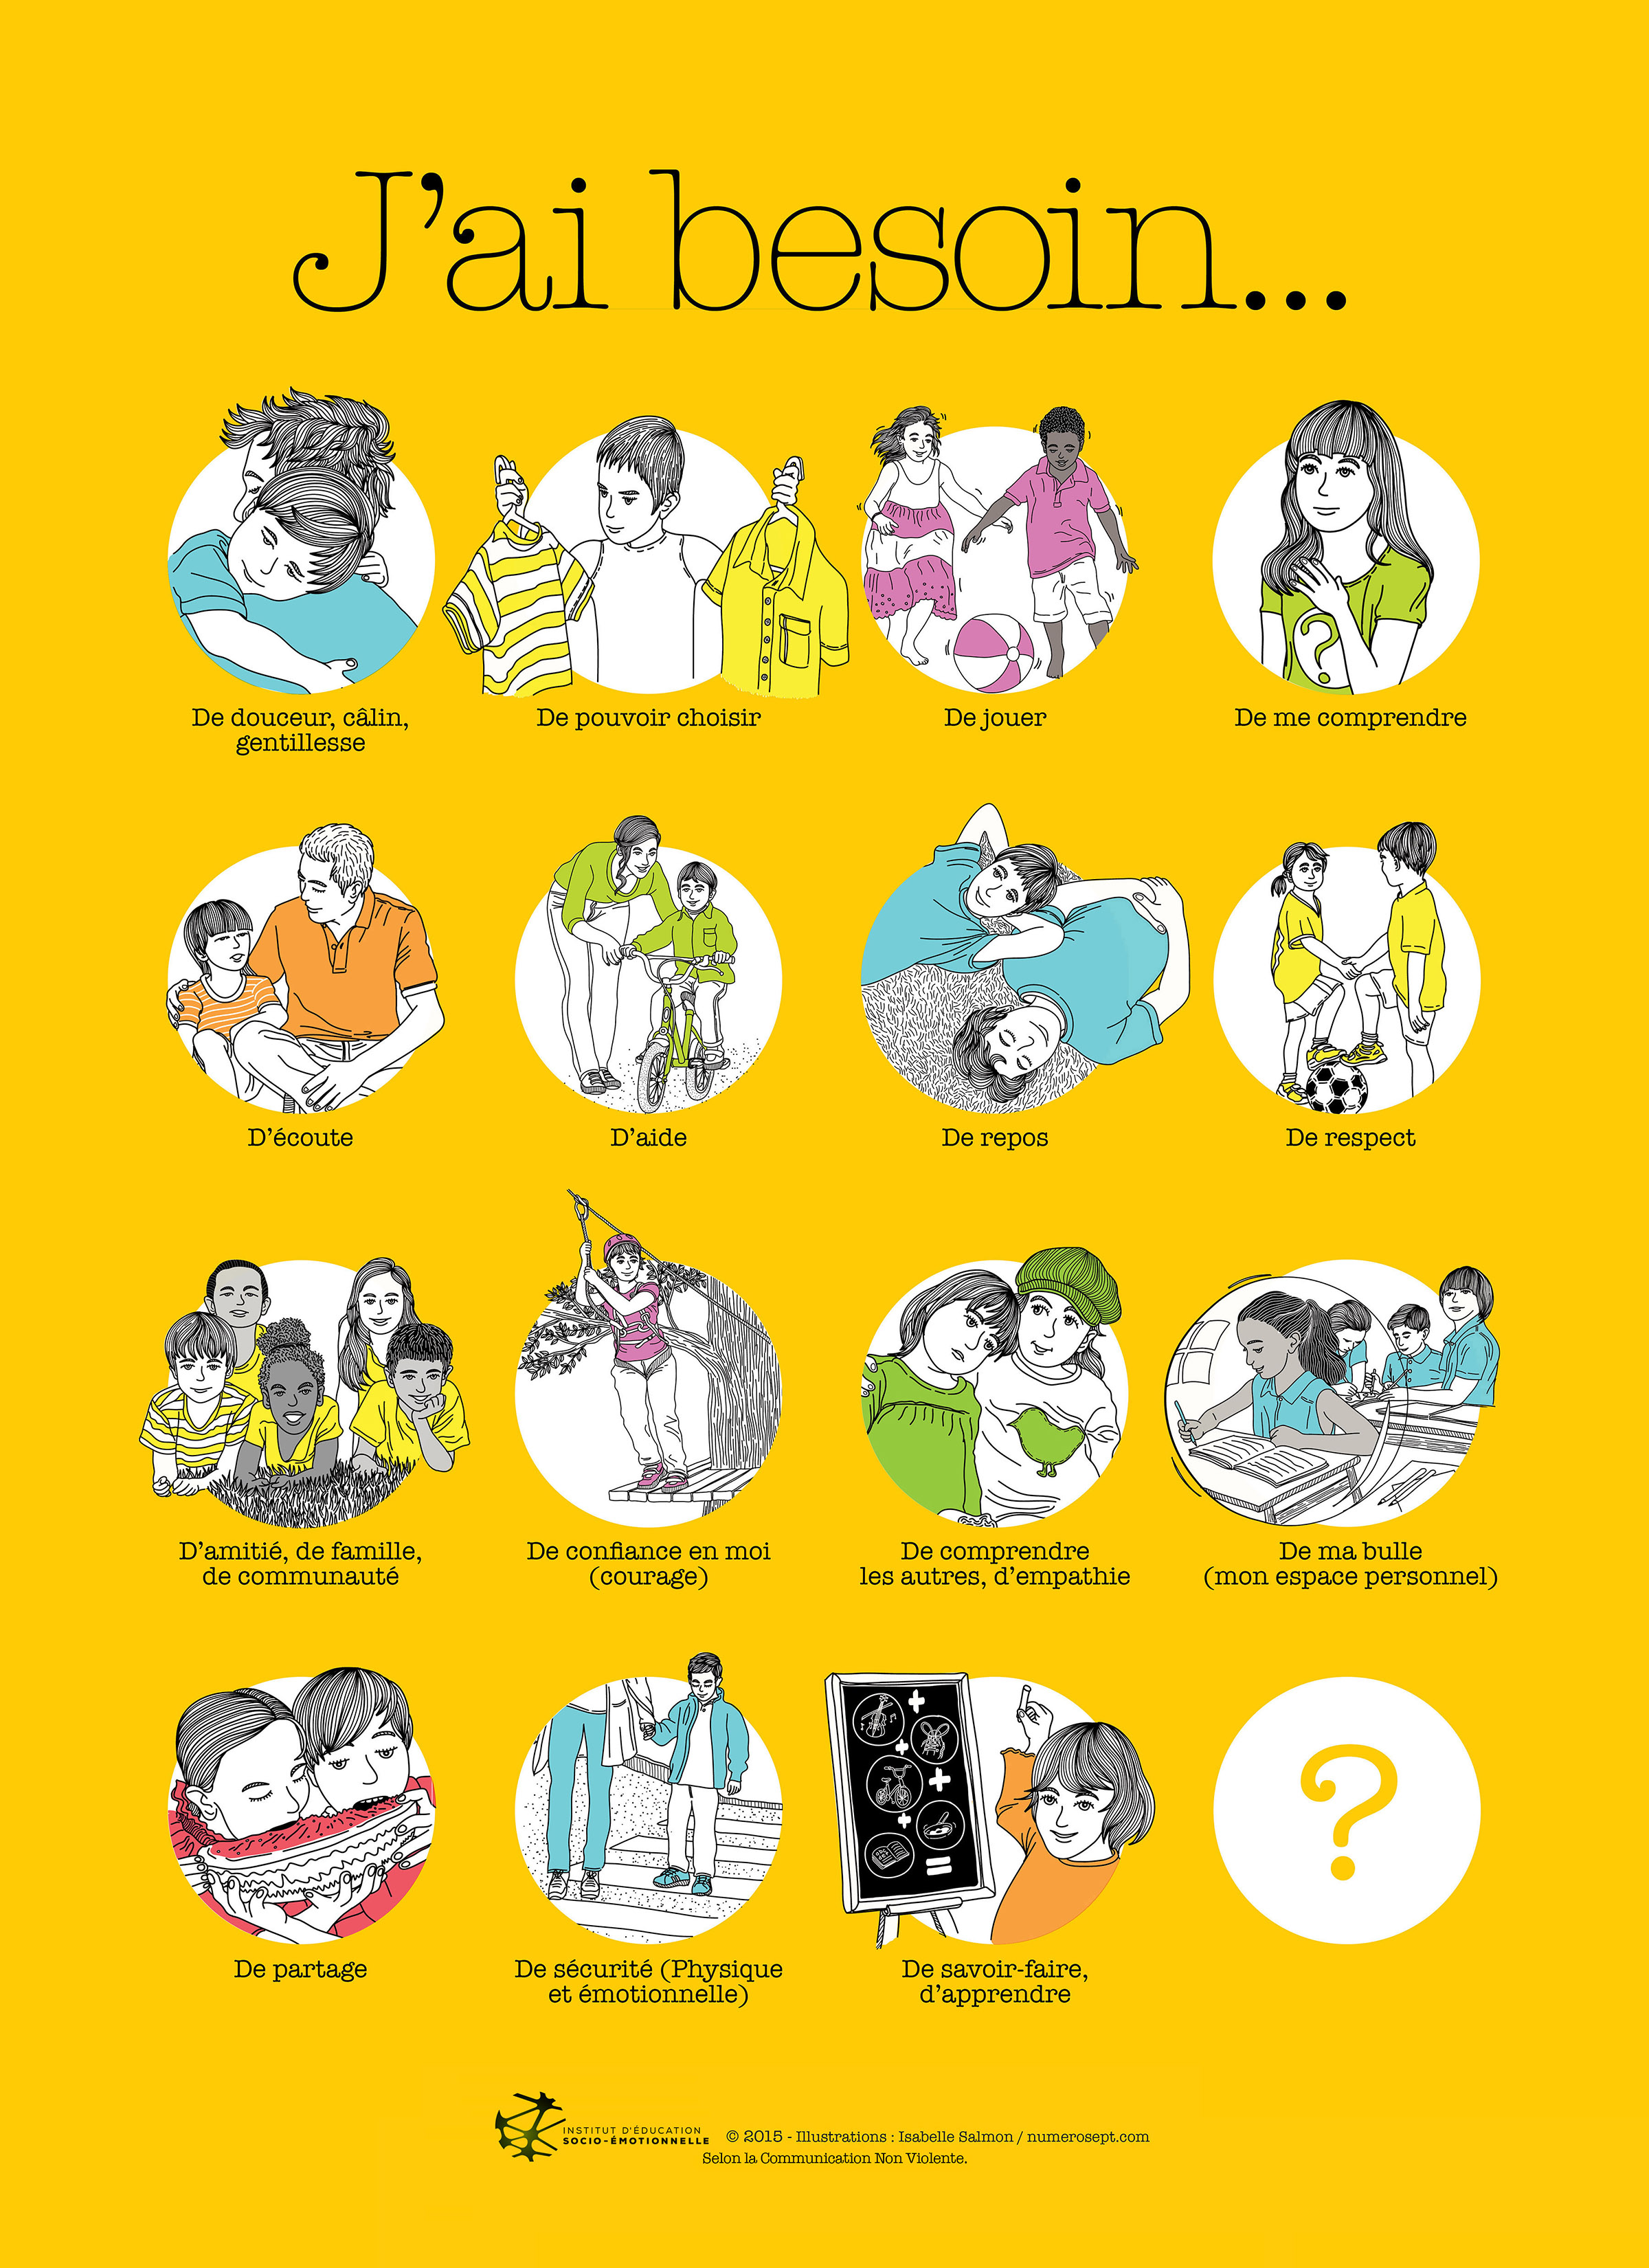 J'ai besoin...
De douceur, câlin,
gentillesse
De pouvoir choisir
De jouer
?
De me comprendre
D'écoute
D'aide
De repos
De respect
D'amitié, de famille,
de communauté
De confiance en moi
(courage)
De comprendre
les autres, d'empathie
De ma bulle
(mon espace personnel)
+
+
+
+
=
?
De partage
De sécurité (Physique
et émotionnelle)
De savoir-faire,
d'apprendre
INSTITUT D'ÉDUCATION
SOCIO-ÉMOTIONNELLE
© 2015 - Illustrations : Isabelle Salmon / numerosept.com
Selon la Communication Non Violente.